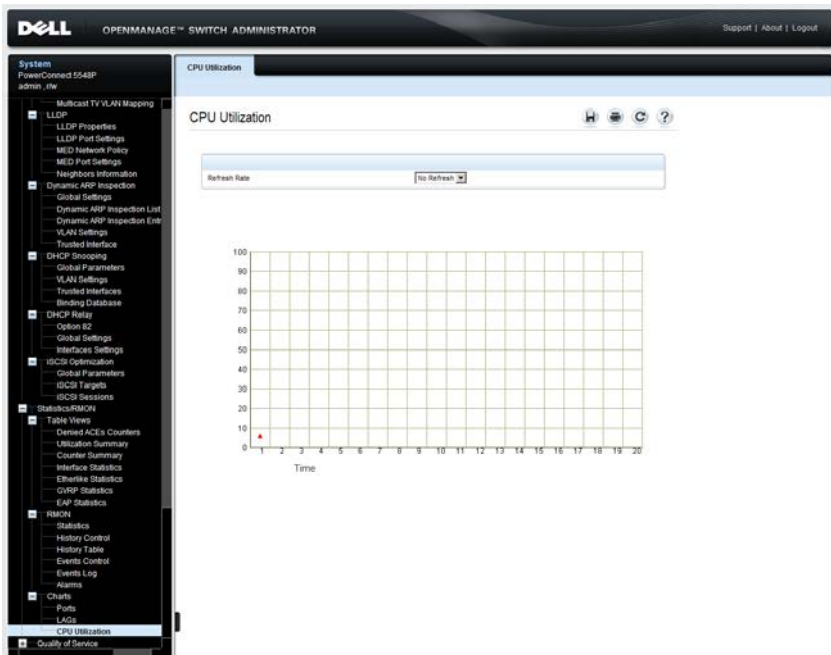 DELL OPENMANAGE™ SWITCH ADMINISTRATOR
Support | About | Logout
System
PowerConnect 5548P
admin , r/w
Multicast TV VLAN Mapping
LLDP
LLDP Properties
LLDP Port Settings
MED Network Policy
MED Port Settings
Neighbors Information
Dynamic ARP Inspection
Global Settings
Dynamic ARP Inspection List
Dynamic ARP Inspection Entr
VLAN Settings
Trusted Interface
DHCP Snooping
Global Parameters
VLAN Settings
Trusted Interfaces
Binding Database
DHCP Relay
Option 82
Global Settings
Interfaces Settings
iSCSI Optimization
Global Parameters
iSCSI Targets
iSCSI Sessions
Statistics/RMON
Table Views
Denied ACEs Counters
Utilization Summary
Counter Summary
Interface Statistics
Etherlike Statistics
GVRP Statistics
EAP Statistics
RMON
Statistics
History Control
History Table
Events Control
Events Log
Alarms
Charts
Ports
LAGs
CPU Utilization
Quality of Service
CPU Utilization
CPU Utilization
?
Refresh Rate No Refresh
100
90
80
70
60
50
40
30
20
10
0
1 2 3 4 5 6 7 8 9 10 11 12 13 14 15 16 17 18 19 20
Time